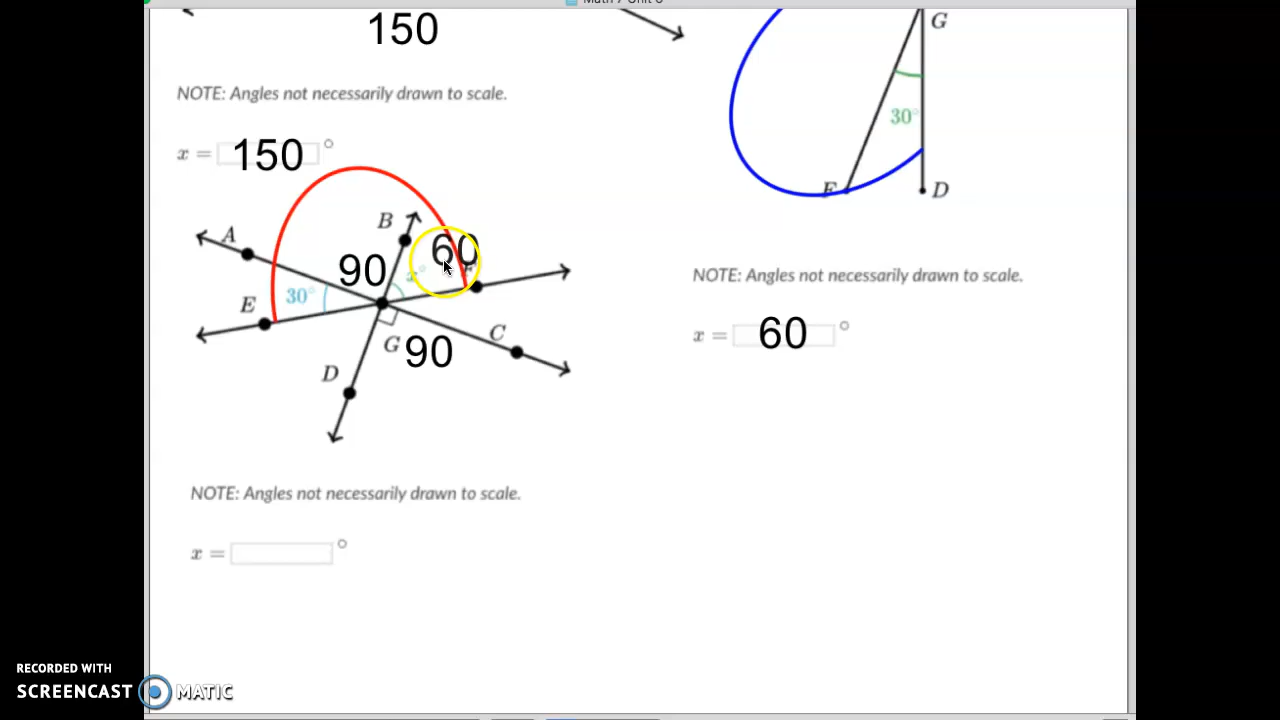 150
G
30°
F
D
NOTE: Angles not necessarily drawn to scale.
x = 150 °
A
B
60
x°
90
E
30°
G
90
C
D
NOTE: Angles not necessarily drawn to scale.
x = 60 °
NOTE: Angles not necessarily drawn to scale.
x = °
RECORDED WITH
SCREENCAST MATIC